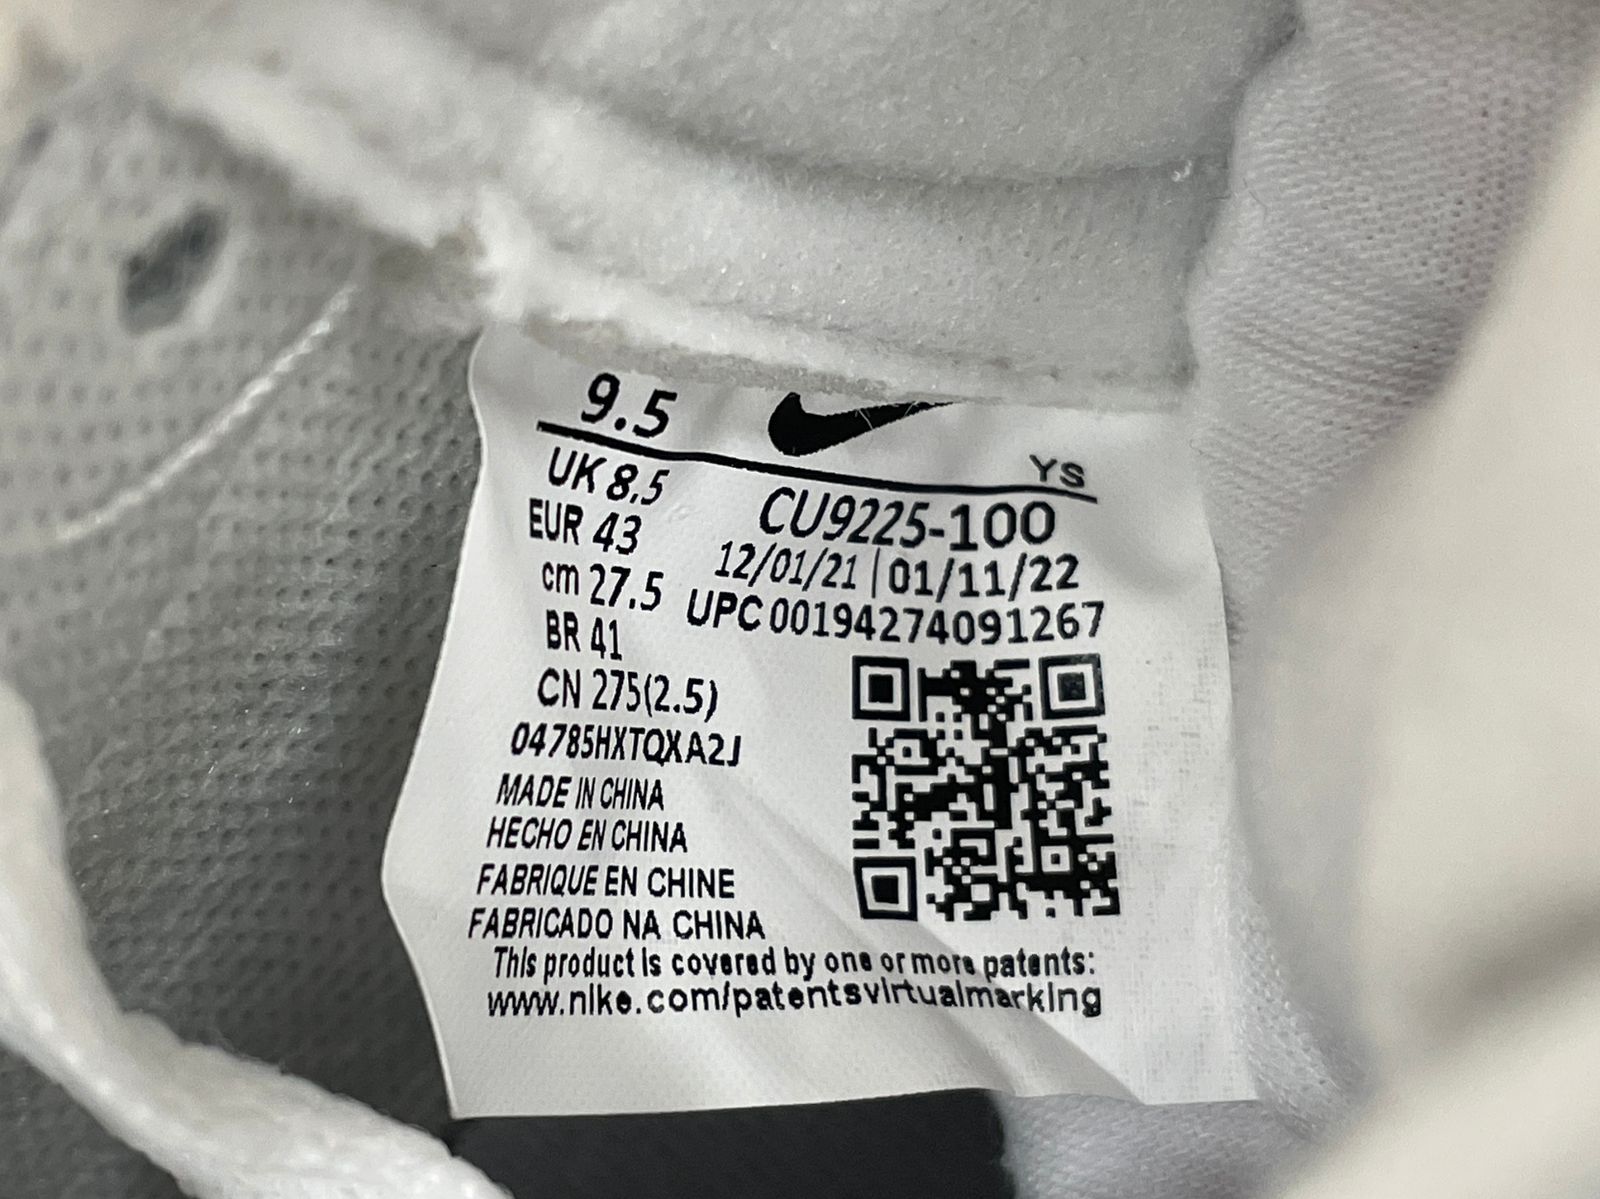 9.5
YS
UK 8.5
CU9225-100
EUR 43
12/01/21 | 01/11/22
cm 27.5
UPC 00194274091267
BR 41
CN 275(2.5)
04785HXTQXA2J
MADE IN CHINA
HECHO EN CHINA
FABRIQUE EN CHINE
FABRICADO NA CHINA
This product is covered by one or more patents:
www.nike.com/patentsvirtualmarking